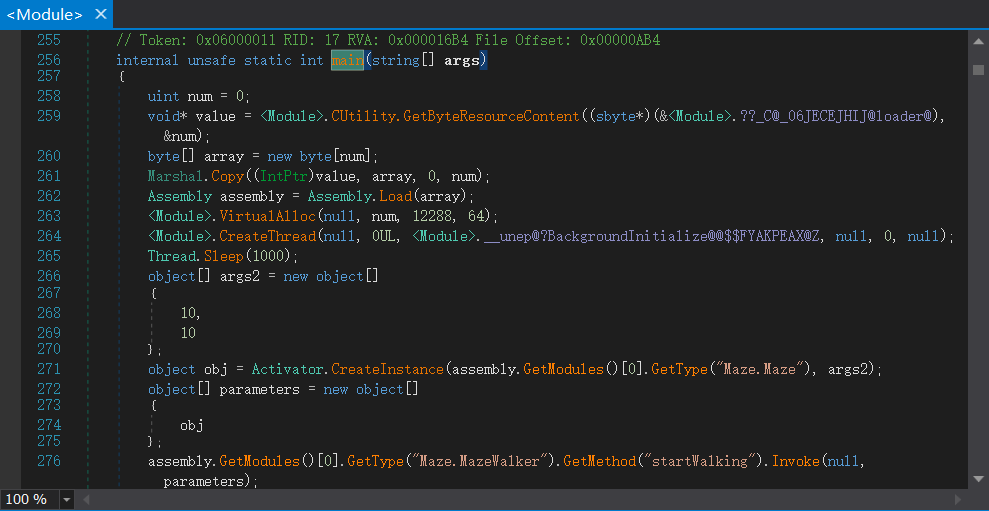 <Module> ×
255 // Token: 0x06000011 RID: 17 RVA: 0x000016B4 File Offset: 0x00000AB4
256 internal unsafe static int main(string[] args)
257 {
258 uint num = 0;
259 void* value = <Module>.CUtility.GetByteResourceContent((sbyte*)(&<Module>.??_C@_06JECEJHIJ@loader@),
&num);
260 byte[] array = new byte[num];
261 Marshal.Copy((IntPtr)value, array, 0, num);
262 Assembly assembly = Assembly.Load(array);
263 <Module>.VirtualAlloc(null, num, 12288, 64);
264 <Module>.CreateThread(null, 0UL, <Module>.__unep@?BackgroundInitialize@@$$FYAKPEAX@Z, null, 0, null);
265 Thread.Sleep(1000);
266 object[] args2 = new object[]
267 {
268 10,
269 10
270 };
271 object obj = Activator.CreateInstance(assembly.GetModules()[0].GetType("Maze.Maze"), args2);
272 object[] parameters = new object[]
273 {
274 obj
275 };
276 assembly.GetModules()[0].GetType("Maze.MazeWalker").GetMethod("startWalking").Invoke(null,
parameters);
100 %